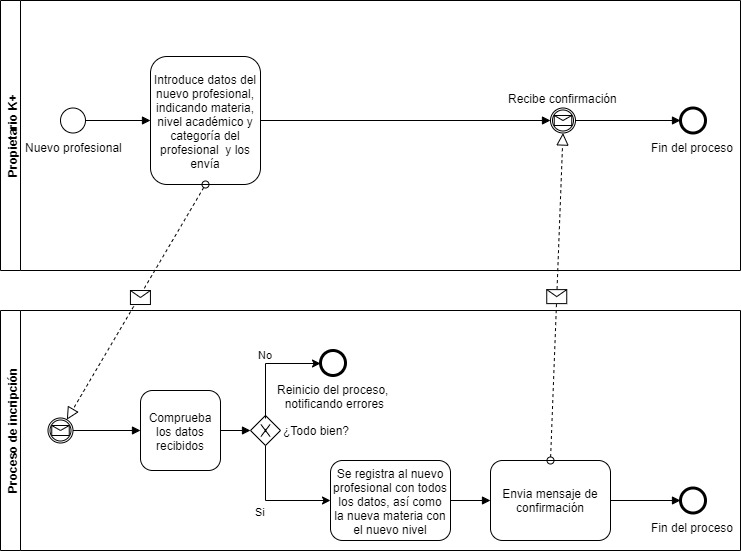 Propietario K+
Nuevo profesional
Introduce datos del
nuevo profesional,
indicando materia,
nivel académico y
categoría del
profesional y los
envía
Recibe confirmación
Fin del proceso
Proceso de incripción
Comprueba
los datos
recibidos
¿Todo bien?
No
Reinicio del proceso,
notificando errores
Si
Se registra al nuevo
profesional con todos
los datos, así como
la nueva materia con
el nuevo nivel
Envia mensaje de
confirmación
Fin del proceso